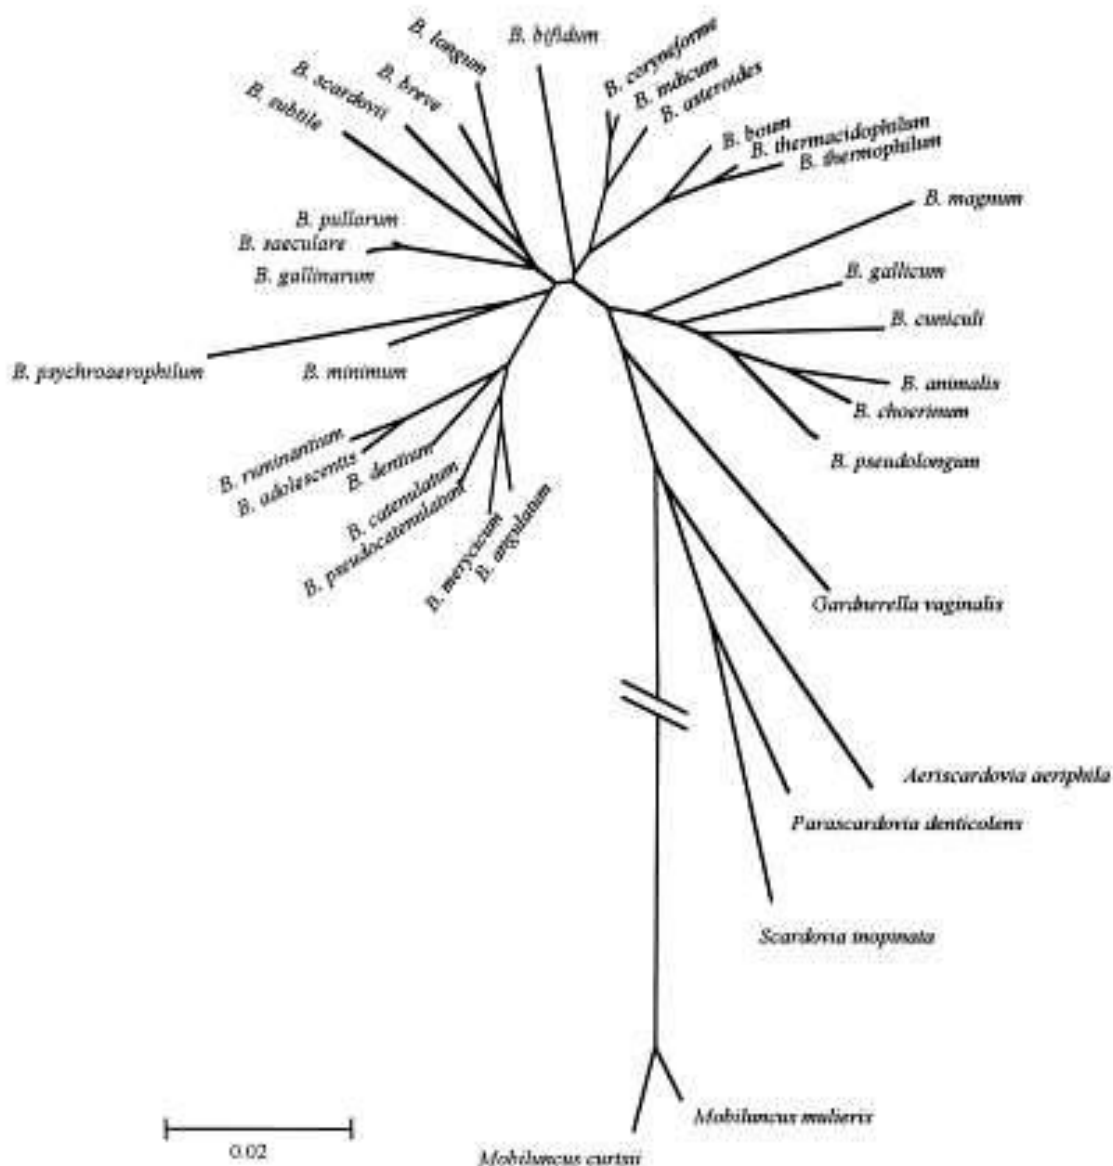 B. longum
B. bifidum
B. coryneforme
B. indicum
B. asteroides
B. breve
B. scardovii
B. subtile
B. boum
B. thermacidophilum
B. thermophilum
B. magnum
B. pullorum
B. saeculare
B. gallinarum
B. gallicum
B. cuniculi
B. psychroaerophilum
B. minimum
B. animalis
B. choerinum
B. pseudolongum
B. ruminantium
B. adolescentis
B. dentium
B. catenulatum
B. pseudocatenulatum
B. merycicum
B. angulatum
Gardnerella vaginalis
Aeriscardovia aeriphila
Parascardovia denticolens
Scardovia inopinata
Mobiluncus mulieris
0.02
Mobiluncus curtsii